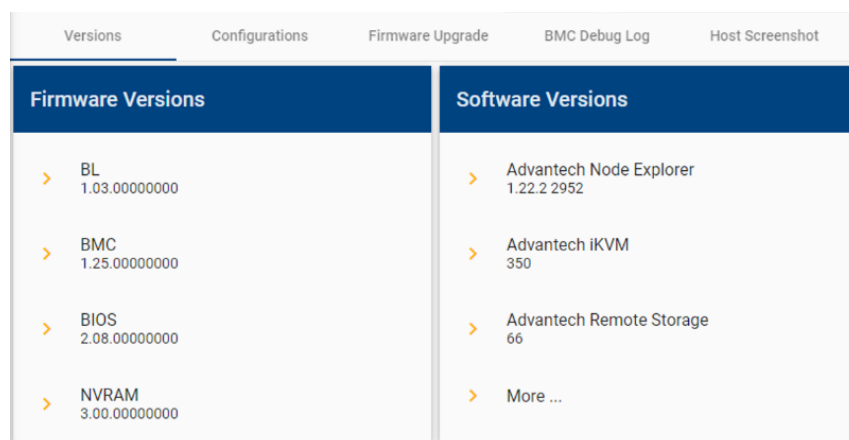 Versions
Configurations
Firmware Upgrade
BMC Debug Log
Host Screenshot
Firmware Versions
BL
1.03.00000000
BMC
1.25.00000000
BIOS
2.08.00000000
NVRAM
3.00.00000000
Software Versions
Advantech Node Explorer
1.22.2 2952
Advantech iKVM
350
Advantech Remote Storage
66
More ...